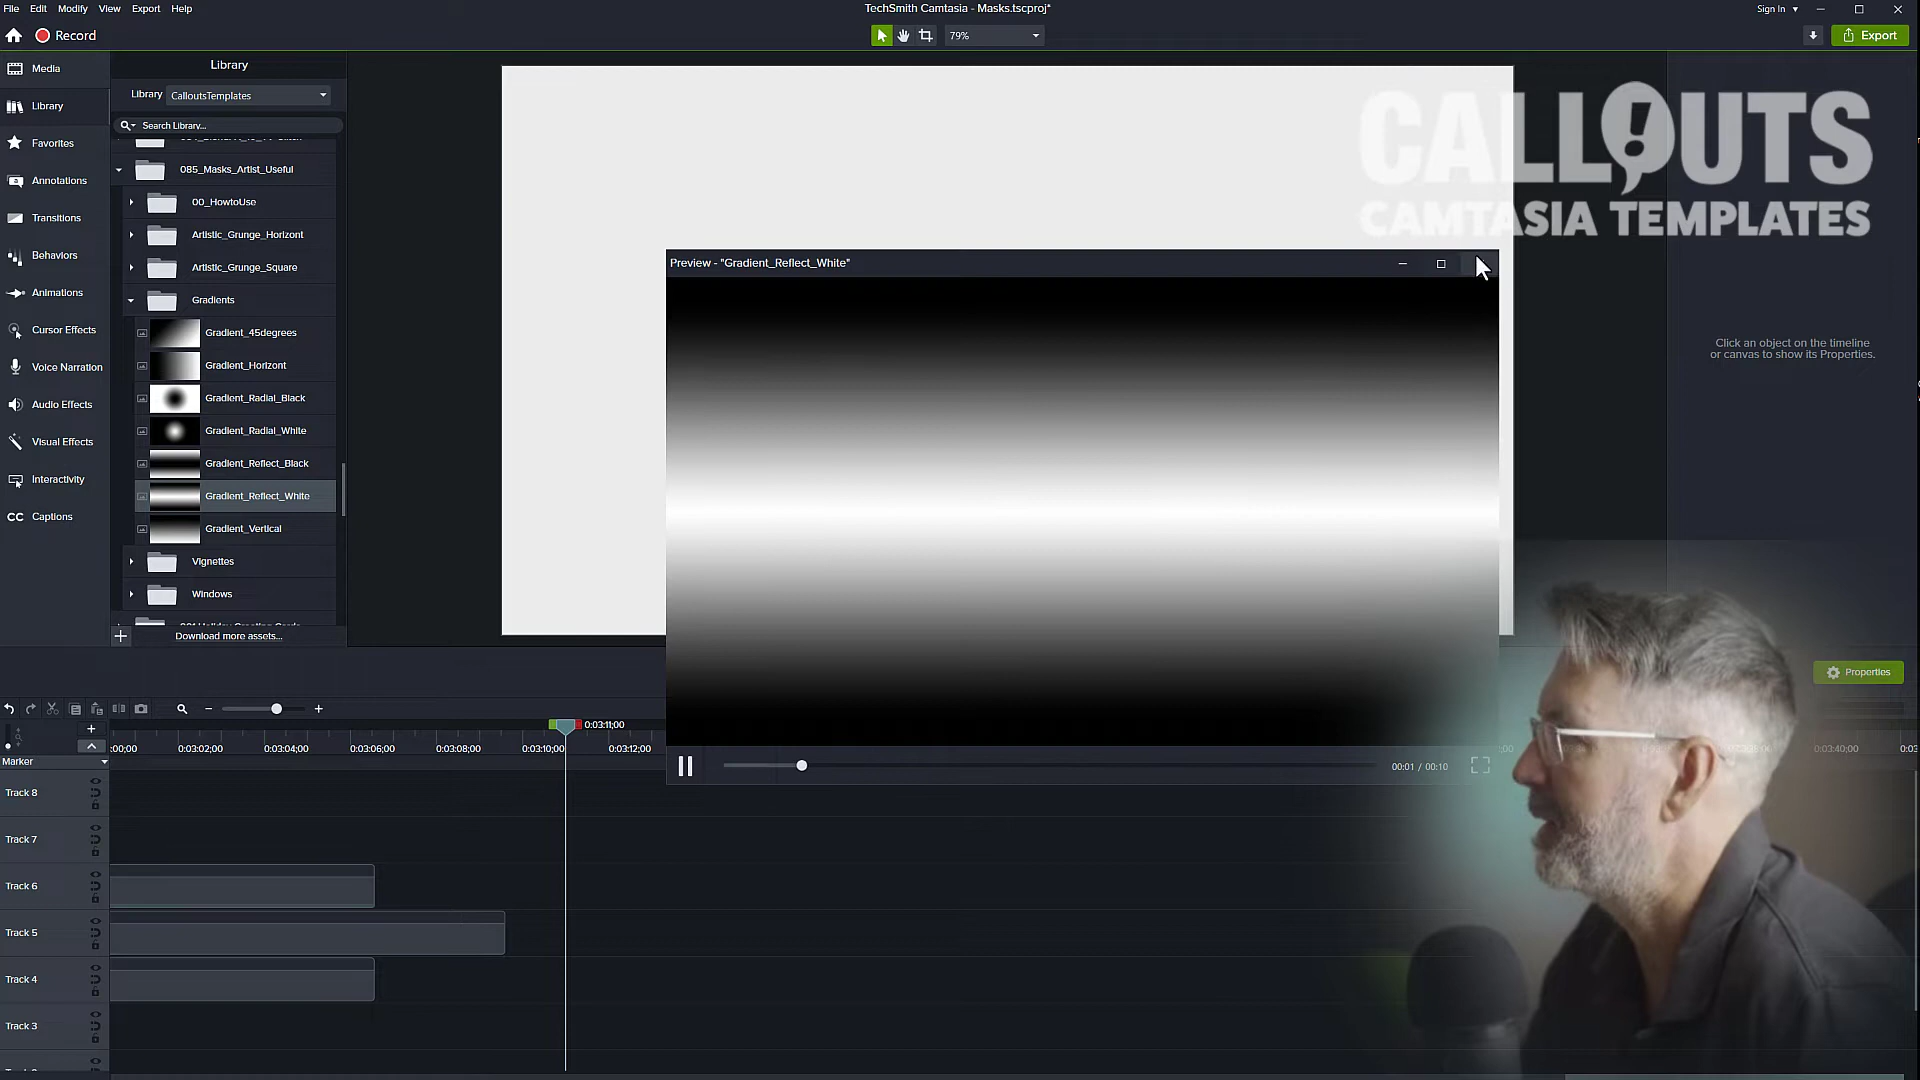 File Edit Modify View Export Help
TechSmith Camtasia - Masks.tscproj*
Sign In
Record
79%
Export
Media
Library
Favorites
Annotations
Transitions
Behaviors
Animations
Cursor Effects
Voice Narration
Audio Effects
Visual Effects
Interactivity
CC Captions
Library
Library CalloutsTemplates
Search Library...
085_Masks_Artist_Useful
00_HowtoUse
Artistic_Grunge_Horizont
Artistic_Grunge_Square
Gradients
Gradient_45degrees
Gradient_Horizont
Gradient_Radial_Black
Gradient_Radial_White
Gradient_Reflect_Black
Gradient_Reflect_White
Gradient_Vertical
Vignettes
Windows
Download more assets...
CALLOUTS
CAMTASIA TEMPLATES
Preview - "Gradient_Reflect_White"
00:01 / 00:10
Click an object on the timeline
or canvas to show its Properties.
Properties
0:03:11;00
:00;00 0:03:02;00 0:03:04;00 0:03:06;00 0:03:08;00 0:03:10;00 0:03:12;00 0:03:40;00
Marker
Track 8
Track 7
Track 6
Track 5
Track 4
Track 3